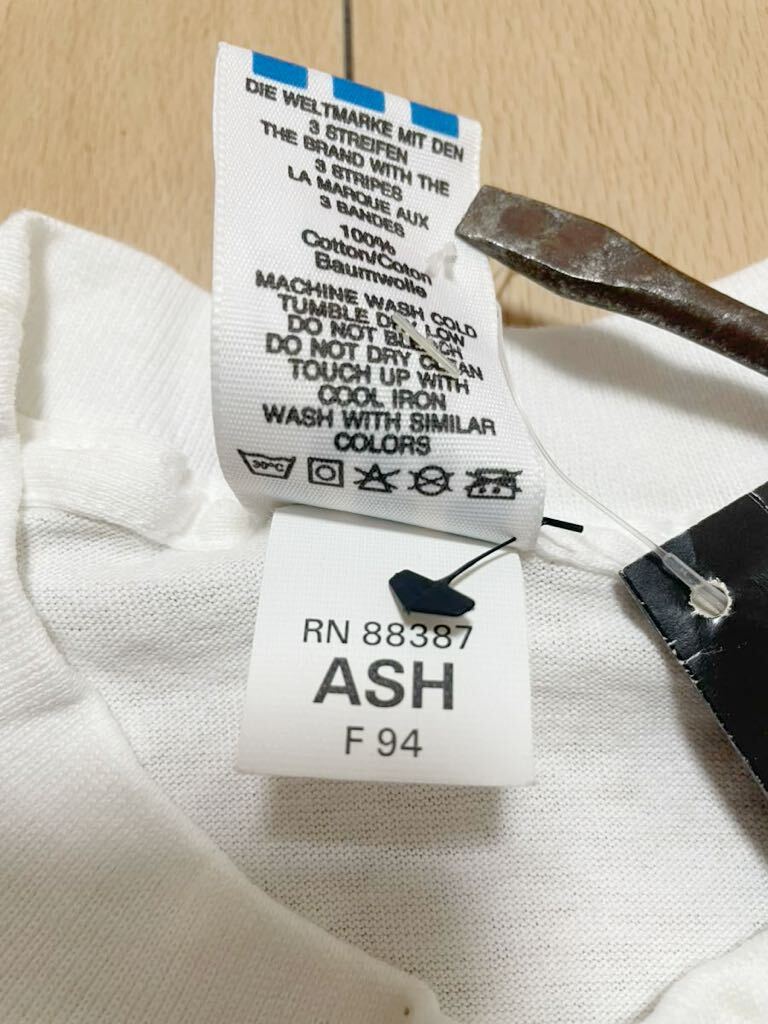 DIE WELTMARKE MIT DEN
3 STREIFEN
THE BRAND WITH THE
3 STRIPES
LA MARQUE AUX
3 BANDES
100%
Cotton/Coton
Baumwolle
MACHINE WASH COLD
TUMBLE DRY LOW
DO NOT BLEACH
DO NOT DRY CLEAN
TOUCH UP WITH
COOL IRON
WASH WITH SIMILAR
COLORS
30°C
RN 88387
ASH
F 94